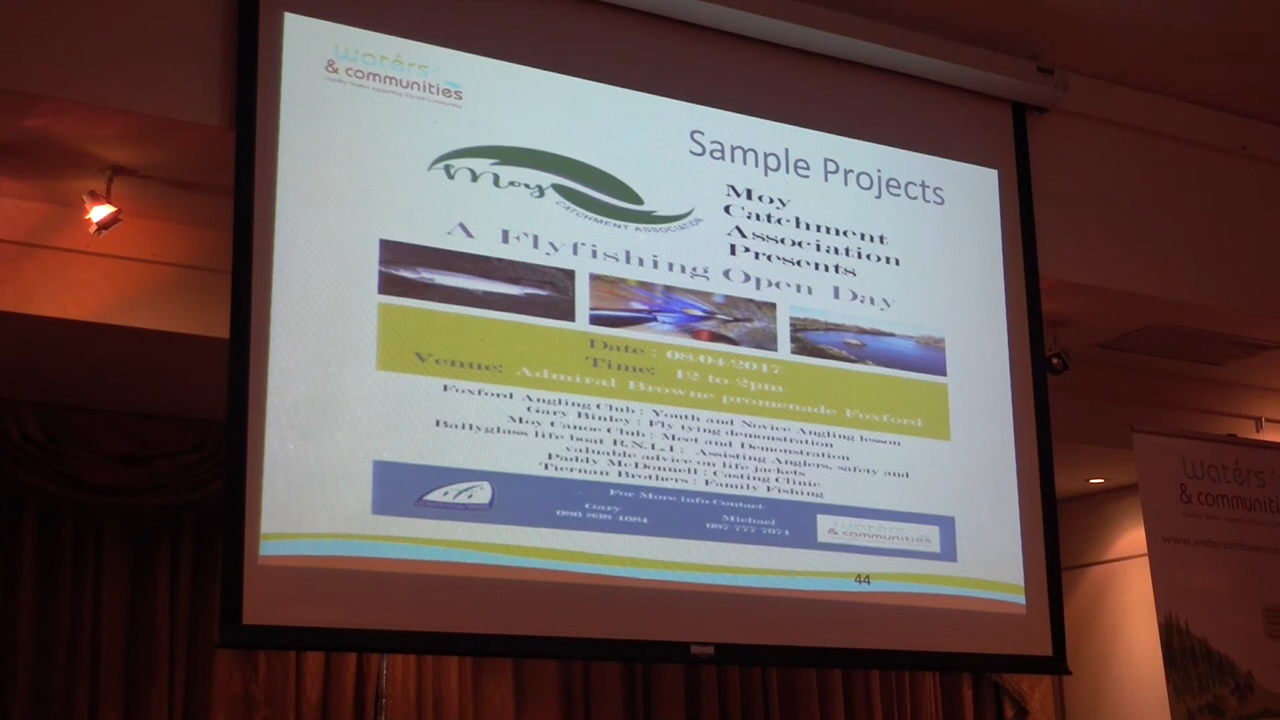 waters
& communities
Sample Projects
Moy
CATCHMENT ASSOCIATION
Moy
Catchment
Association
Presents
A Flyfishing Open Day
Date : 08/04/2017
Time: 12 to 2pm
Venue: Admiral Browne promenade Foxford
Foxford Angling Club : Youth and Novice Angling lesson
Gary Binley : Fly tying demonstration
Moy Canoe Club : Meet and Demonstration
Ballyglass life boat R.N.L.I : Assisting Anglers, safety and
valuable advice on life jackets
Paddy McDonnell : Casting Clinic
Tiernan Brothers : Family Fishing
For More info Contact:
Gary
Michael
087 777 7071
waters
& communities
44
waters
& communit